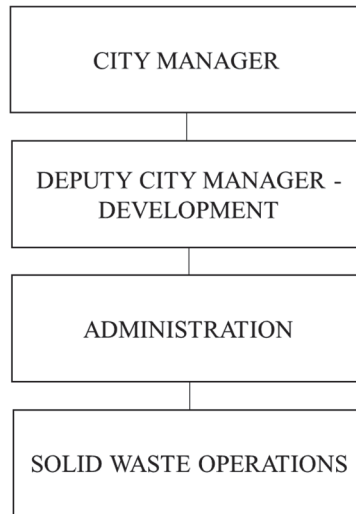 CITY MANAGER
DEPUTY CITY MANAGER -
DEVELOPMENT
ADMINISTRATION
SOLID WASTE OPERATIONS